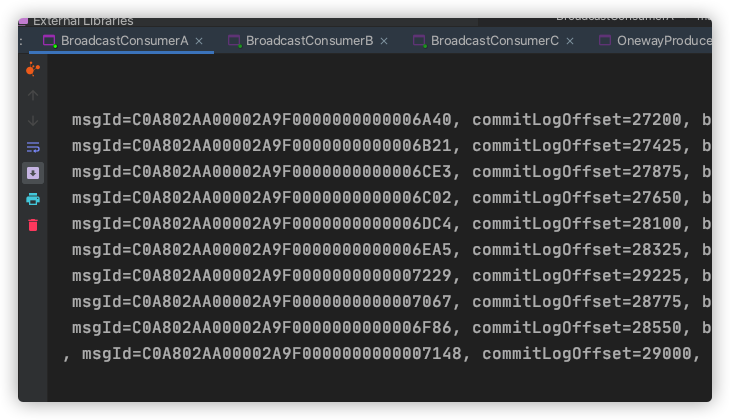 External Libraries
BroadcastConsumerA
BroadcastConsumerB
BroadcastConsumerC
OnewayProduce
msgId=C0A802AA00002A9F0000000000006A40, commitLogOffset=27200, b
msgId=C0A802AA00002A9F0000000000006B21, commitLogOffset=27425, b
msgId=C0A802AA00002A9F0000000000006CE3, commitLogOffset=27875, b
msgId=C0A802AA00002A9F0000000000006C02, commitLogOffset=27650, b
msgId=C0A802AA00002A9F0000000000006DC4, commitLogOffset=28100, b
msgId=C0A802AA00002A9F0000000000006EA5, commitLogOffset=28325, b
msgId=C0A802AA00002A9F0000000000007229, commitLogOffset=29225, b
msgId=C0A802AA00002A9F0000000000007067, commitLogOffset=28775, b
msgId=C0A802AA00002A9F0000000000006F86, commitLogOffset=28550, b
, msgId=C0A802AA00002A9F0000000000007148, commitLogOffset=29000,